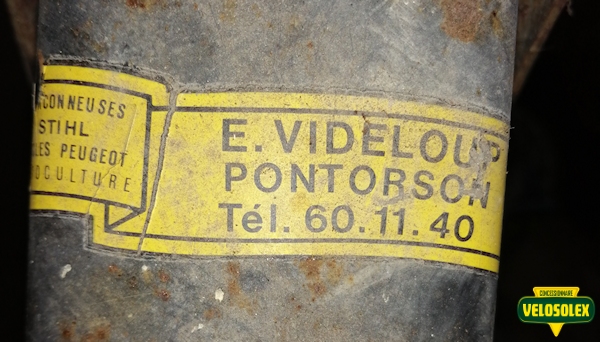 CONNEUSES
STIHL
LES PEUGEOT
OCULTURE
E. VIDELOUP
PONTORSON
Tél. 60.11.40
CONCESSIONNAIRE
VELOSOLEX